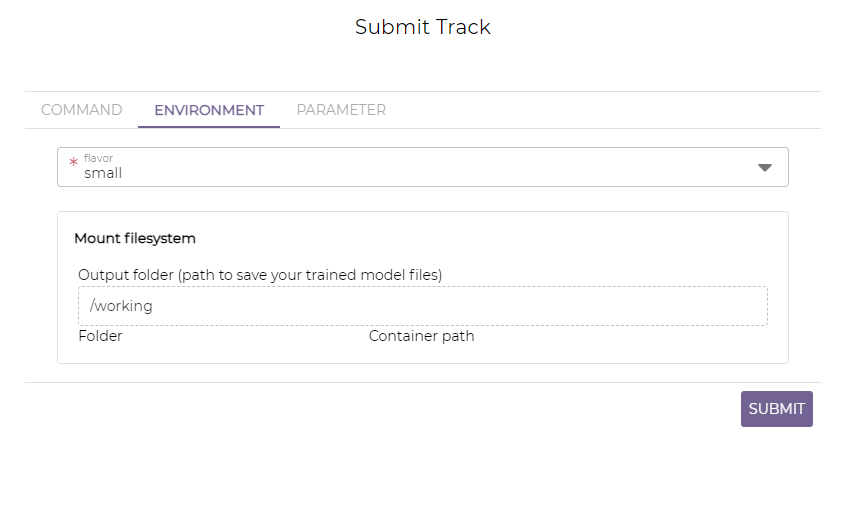 Submit Track
COMMAND ENVIRONMENT PARAMETER
* flavor
small
Mount filesystem
Output folder (path to save your trained model files)
/working
Folder Container path
SUBMIT